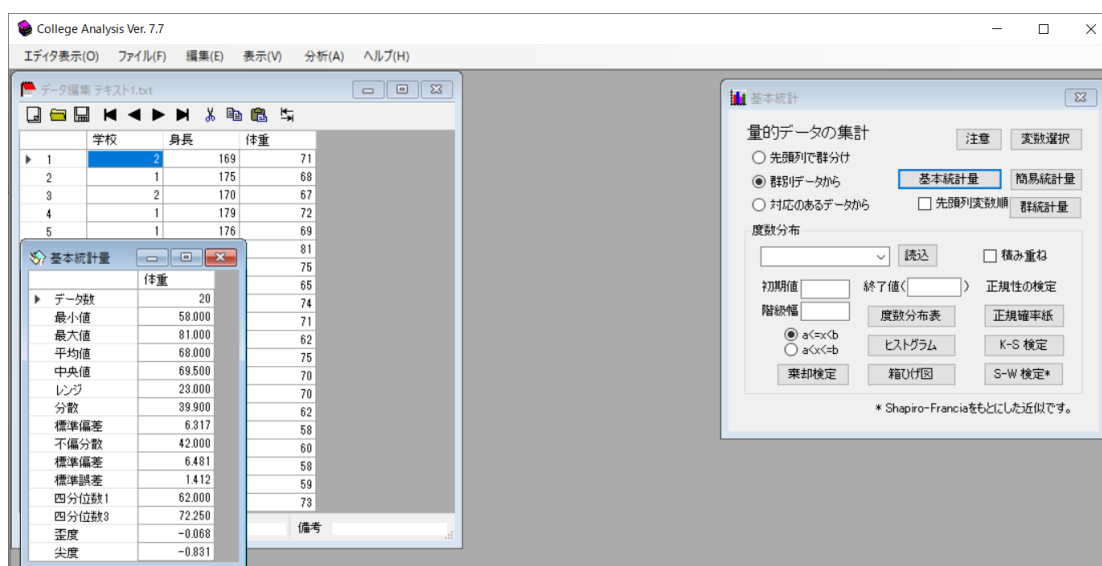 College Analysis Ver. 7.7
エディタ表示(O) ファイル(F) 編集(E) 表示(V) 分析(A) ヘルプ(H)
データ編集 テキスト1.txt
学校 身長 体重
1 2 169 71
2 1 175 68
3 2 170 67
4 1 179 72
5 1 176 69
81
75
65
74
71
62
75
70
70
62
58
60
58
59
73
備考
基本統計量
体重
データ数 20
最小値 58.000
最大値 81.000
平均値 68.000
中央値 69.500
レンジ 23.000
分散 39.900
標準偏差 6.317
不偏分散 42.000
標準偏差 6.481
標準誤差 1.412
四分位数1 62.000
四分位数3 72.250
歪度 -0.068
尖度 -0.831
基本統計
量的データの集計 注意 変数選択
先頭列で群分け
群別データから 基本統計量 簡易統計量
対応のあるデータから 先頭列変数順 群統計量
度数分布
読込 積み重ね
初期値 終了値( ) 正規性の検定
階級幅 度数分布表 正規確率紙
a<=x<b ヒストグラム K-S 検定
a<x<=b
棄却検定 箱ひげ図 S-W 検定*
* Shapiro-Franciaをもとにした近似です。